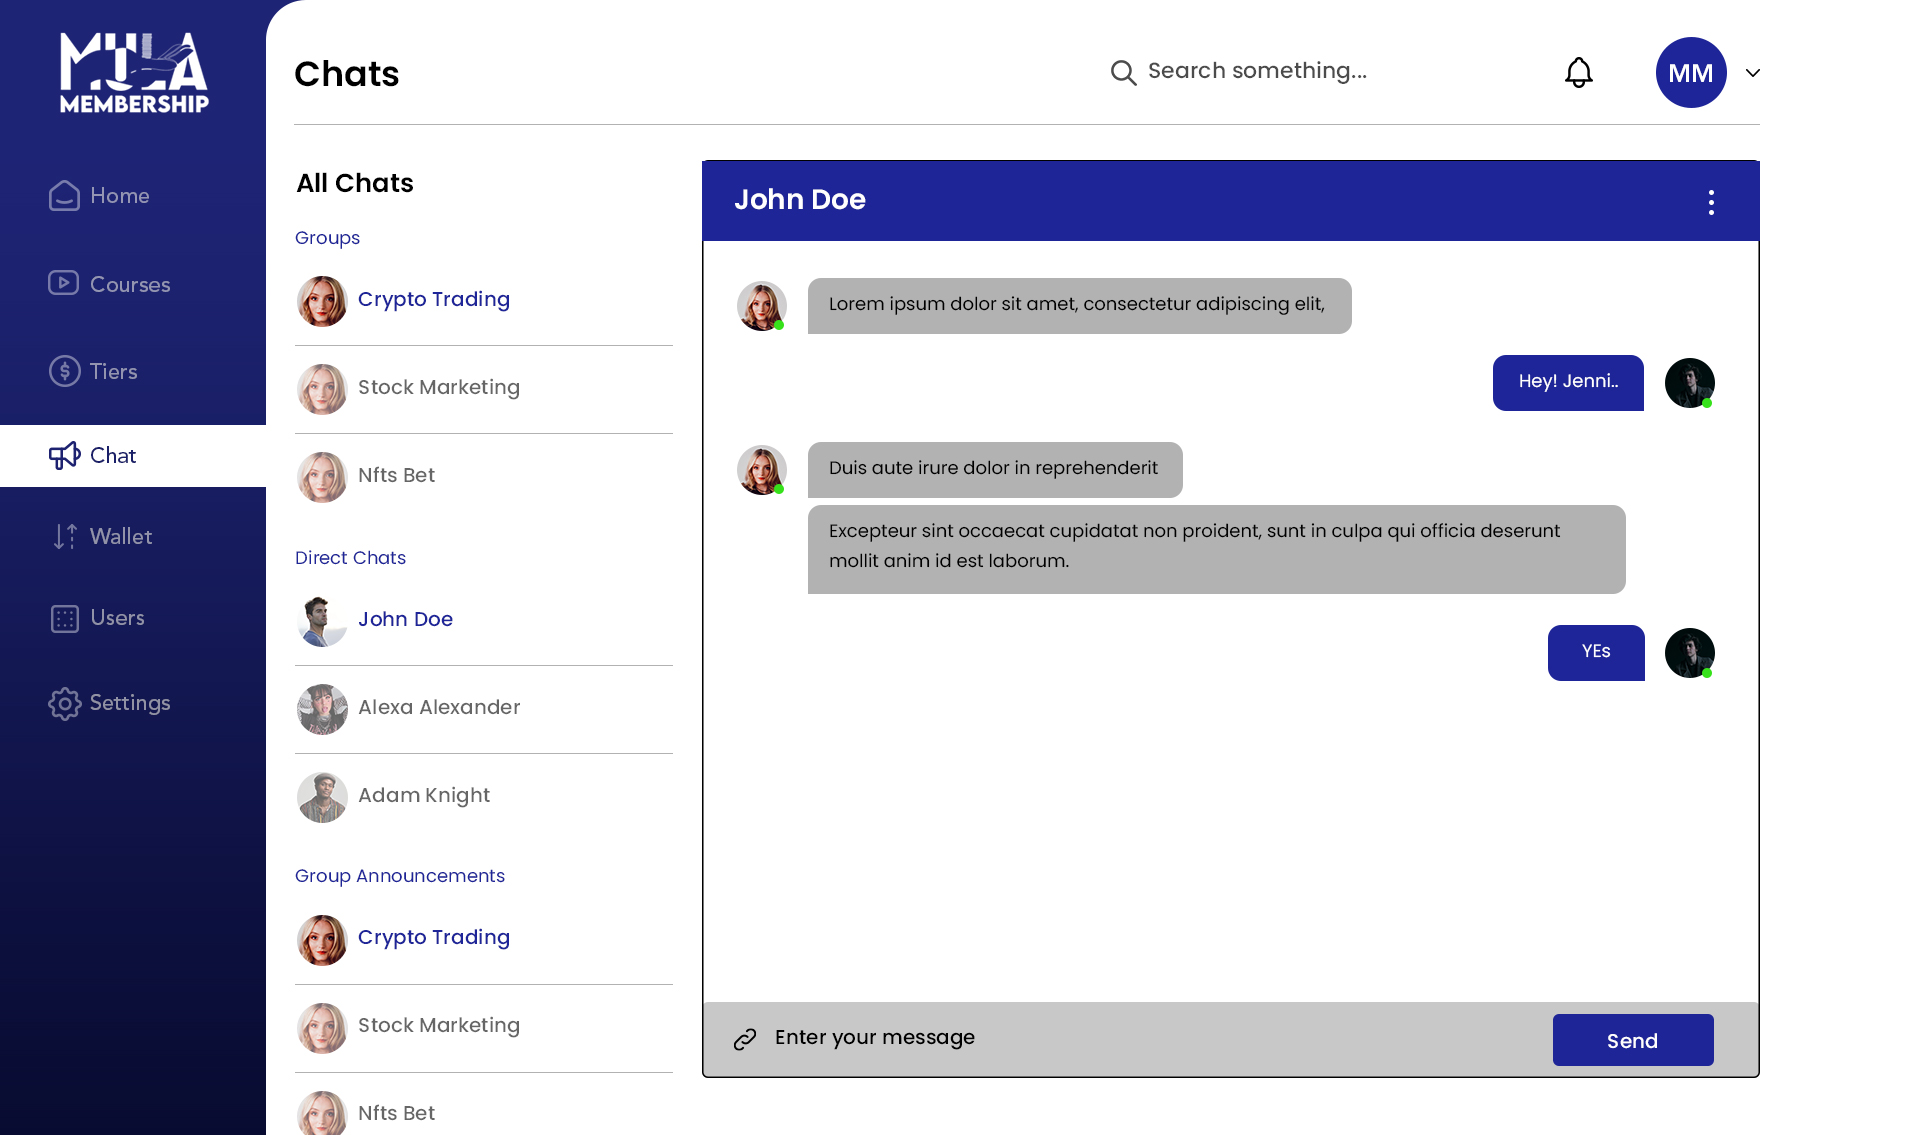 MULA
MEMBERSHIP
Home
Courses
Tiers
Chat
Wallet
Users
Settings
Chats
Search something...
MM
All Chats
Groups
Crypto Trading
Stock Marketing
Nfts Bet
Direct Chats
John Doe
Alexa Alexander
Adam Knight
Group Announcements
Crypto Trading
Stock Marketing
Nfts Bet
John Doe
Lorem ipsum dolor sit amet, consectetur adipiscing elit,
Hey! Jenni..
Duis aute irure dolor in reprehenderit
Excepteur sint occaecat cupidatat non proident, sunt in culpa qui officia deserunt
mollit anim id est laborum.
YEs
Enter your message
Send